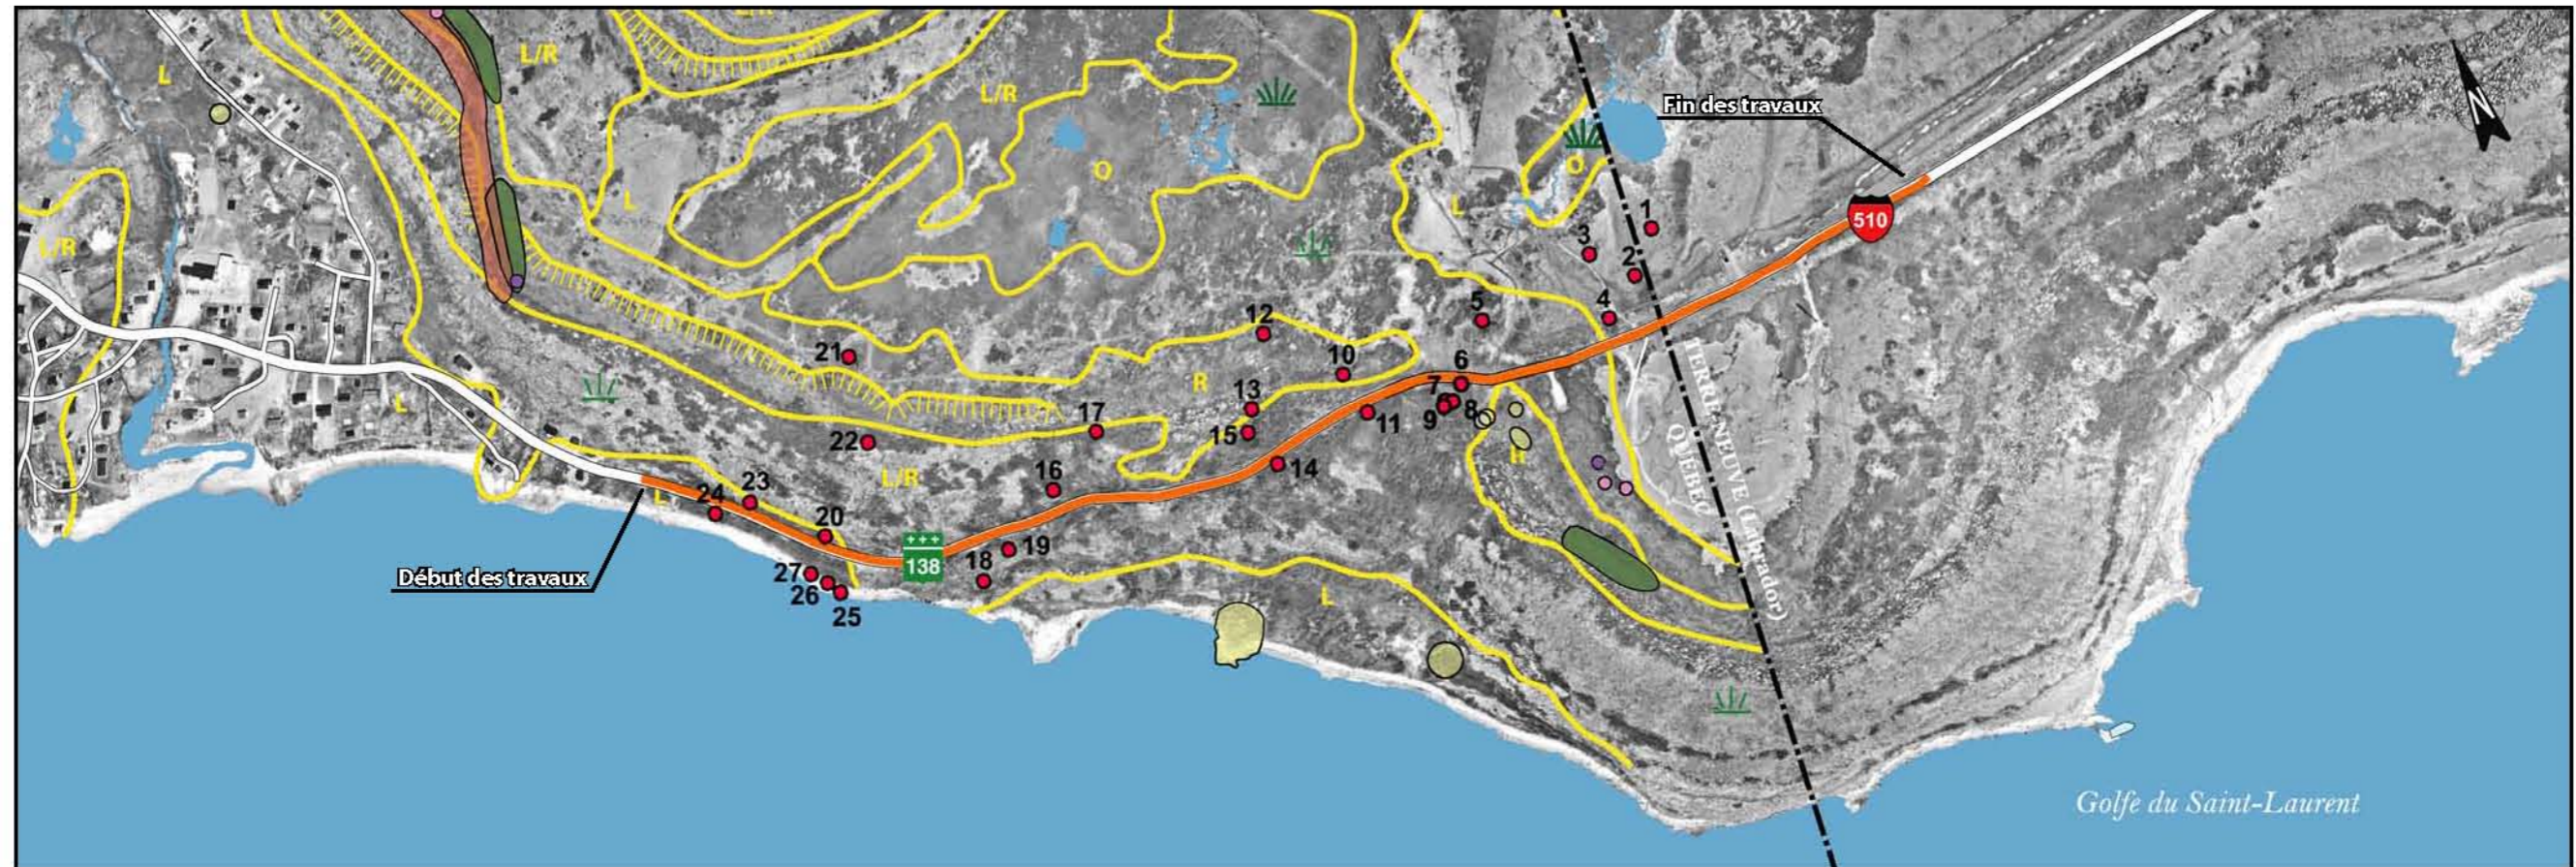 L/R
L/R
L
L/R
Fin des travaux
O
O
L
L
510
1
3
2
L/R
5
4
12
21
10
6
R
7
13
8
L
17
11
9
15
22
14
L/R
16
23
L
24
20
138
19
18
27
26
25
Début des travaux
L
TERRE-NEUVE (Labrador)
QUÉBEC
N
Golfe du Saint-Laurent